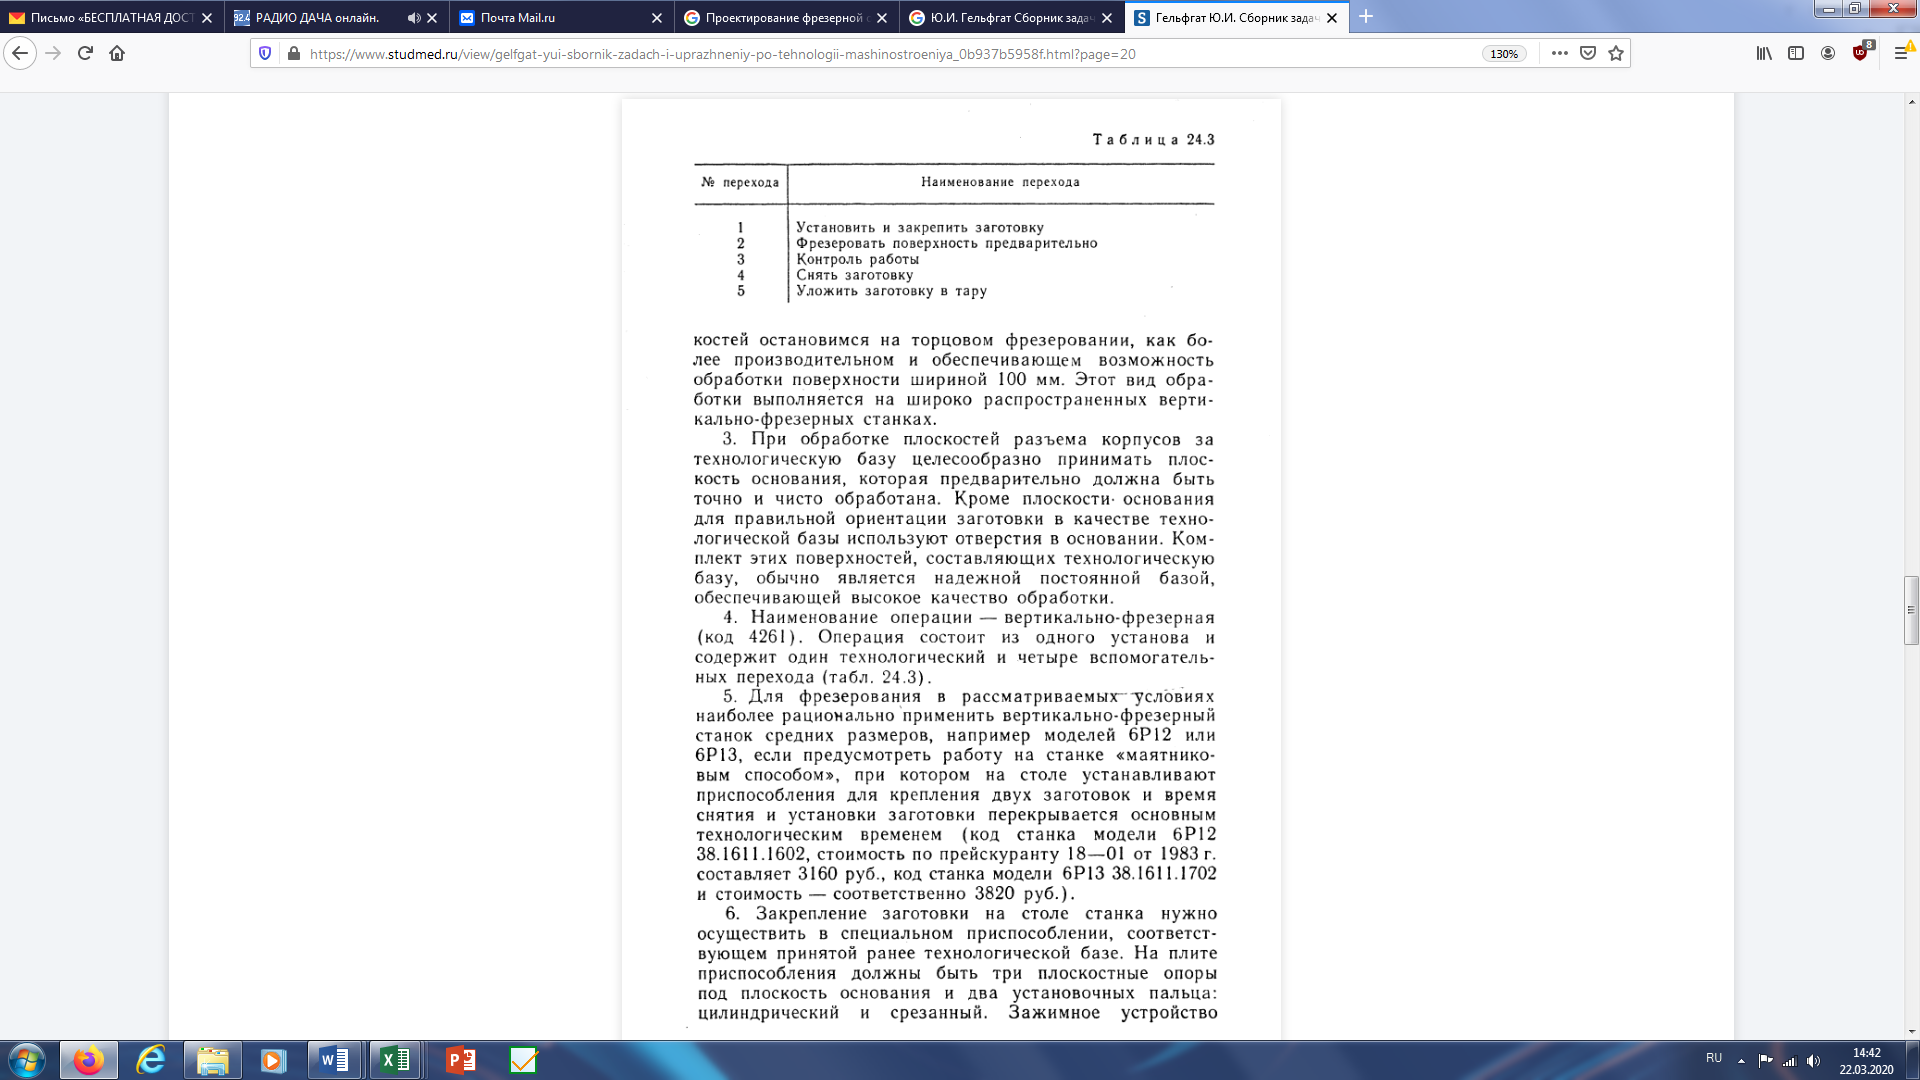 Письмо «БЕСПЛАТНАЯ ДОСТ
РАДИО ДАЧА онлайн.
Почта Mail.ru
Проектирование фрезерной о
Ю.И. Гельфгат Сборник задач
Гельфгат Ю.И. Сборник задач
https://www.studmed.ru/view/gelfgat-yui-sbornik-zadach-i-uprazhneniy-po-tehnologii-mashinostroeniya_0b937b5958f.html?page=20
130%
8
Таблица 24.3
№ перехода Наименование перехода
1 Установить и закрепить заготовку
2 Фрезеровать поверхность предварительно
3 Контроль работы
4 Снять заготовку
5 Уложить заготовку в тару
костей остановимся на торцовом фрезеровании, как бо-
лее производительном и обеспечивающем возможность
обработки поверхности шириной 100 мм. Этот вид обра-
ботки выполняется на широко распространенных верти-
кально-фрезерных станках.
3. При обработке плоскостей разъема корпусов за
технологическую базу целесообразно принимать плос-
кость основания, которая предварительно должна быть
точно и чисто обработана. Кроме плоскости основания
для правильной ориентации заготовки в качестве техно-
логической базы используют отверстия в основании. Ком-
плект этих поверхностей, составляющих технологическую
базу, обычно является надежной постоянной базой,
обеспечивающей высокое качество обработки.
4. Наименование операции — вертикально-фрезерная
(код 4261). Операция состоит из одного установа и
содержит один технологический и четыре вспомогатель-
ных перехода (табл. 24.3).
5. Для фрезерования в рассматриваемых условиях
наиболее рационально применить вертикально-фрезерный
станок средних размеров, например моделей 6Р12 или
6Р13, если предусмотреть работу на станке «маятнико-
вым способом», при котором на столе устанавливают
приспособления для крепления двух заготовок и время
снятия и установки заготовки перекрывается основным
технологическим временем (код станка модели 6Р12
38.1611.1602, стоимость по прейскуранту 18—01 от 1983 г.
составляет 3160 руб., код станка модели 6Р13 38.1611.1702
и стоимость — соответственно 3820 руб.).
6. Закрепление заготовки на столе станка нужно
осуществить в специальном приспособлении, соответст-
вующем принятой ранее технологической базе. На плите
приспособления должны быть три плоскостные опоры
под плоскость основания и два установочных пальца:
цилиндрический и срезанный. Зажимное устройство
RU
14:42
22.03.2020